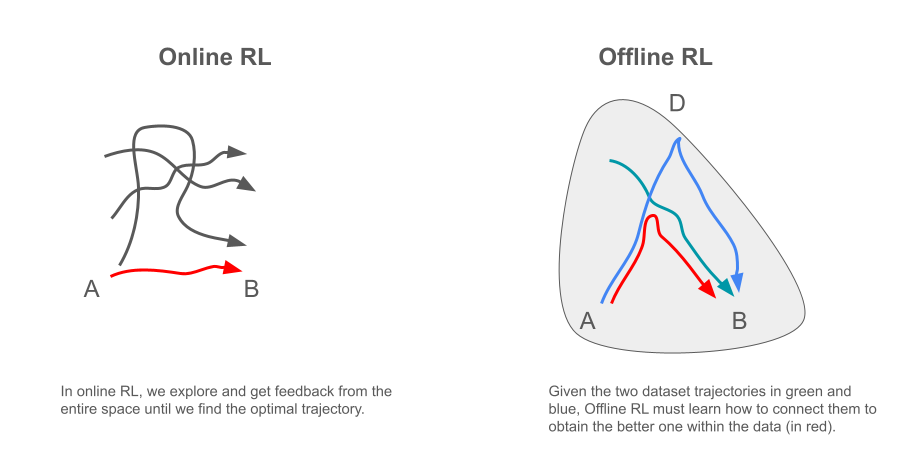 Online RL
Offline RL
D
A
B
A
B
In online RL, we explore and get feedback from the
entire space until we find the optimal trajectory.
Given the two dataset trajectories in green and
blue, Offline RL must learn how to connect them to
obtain the better one within the data (in red).